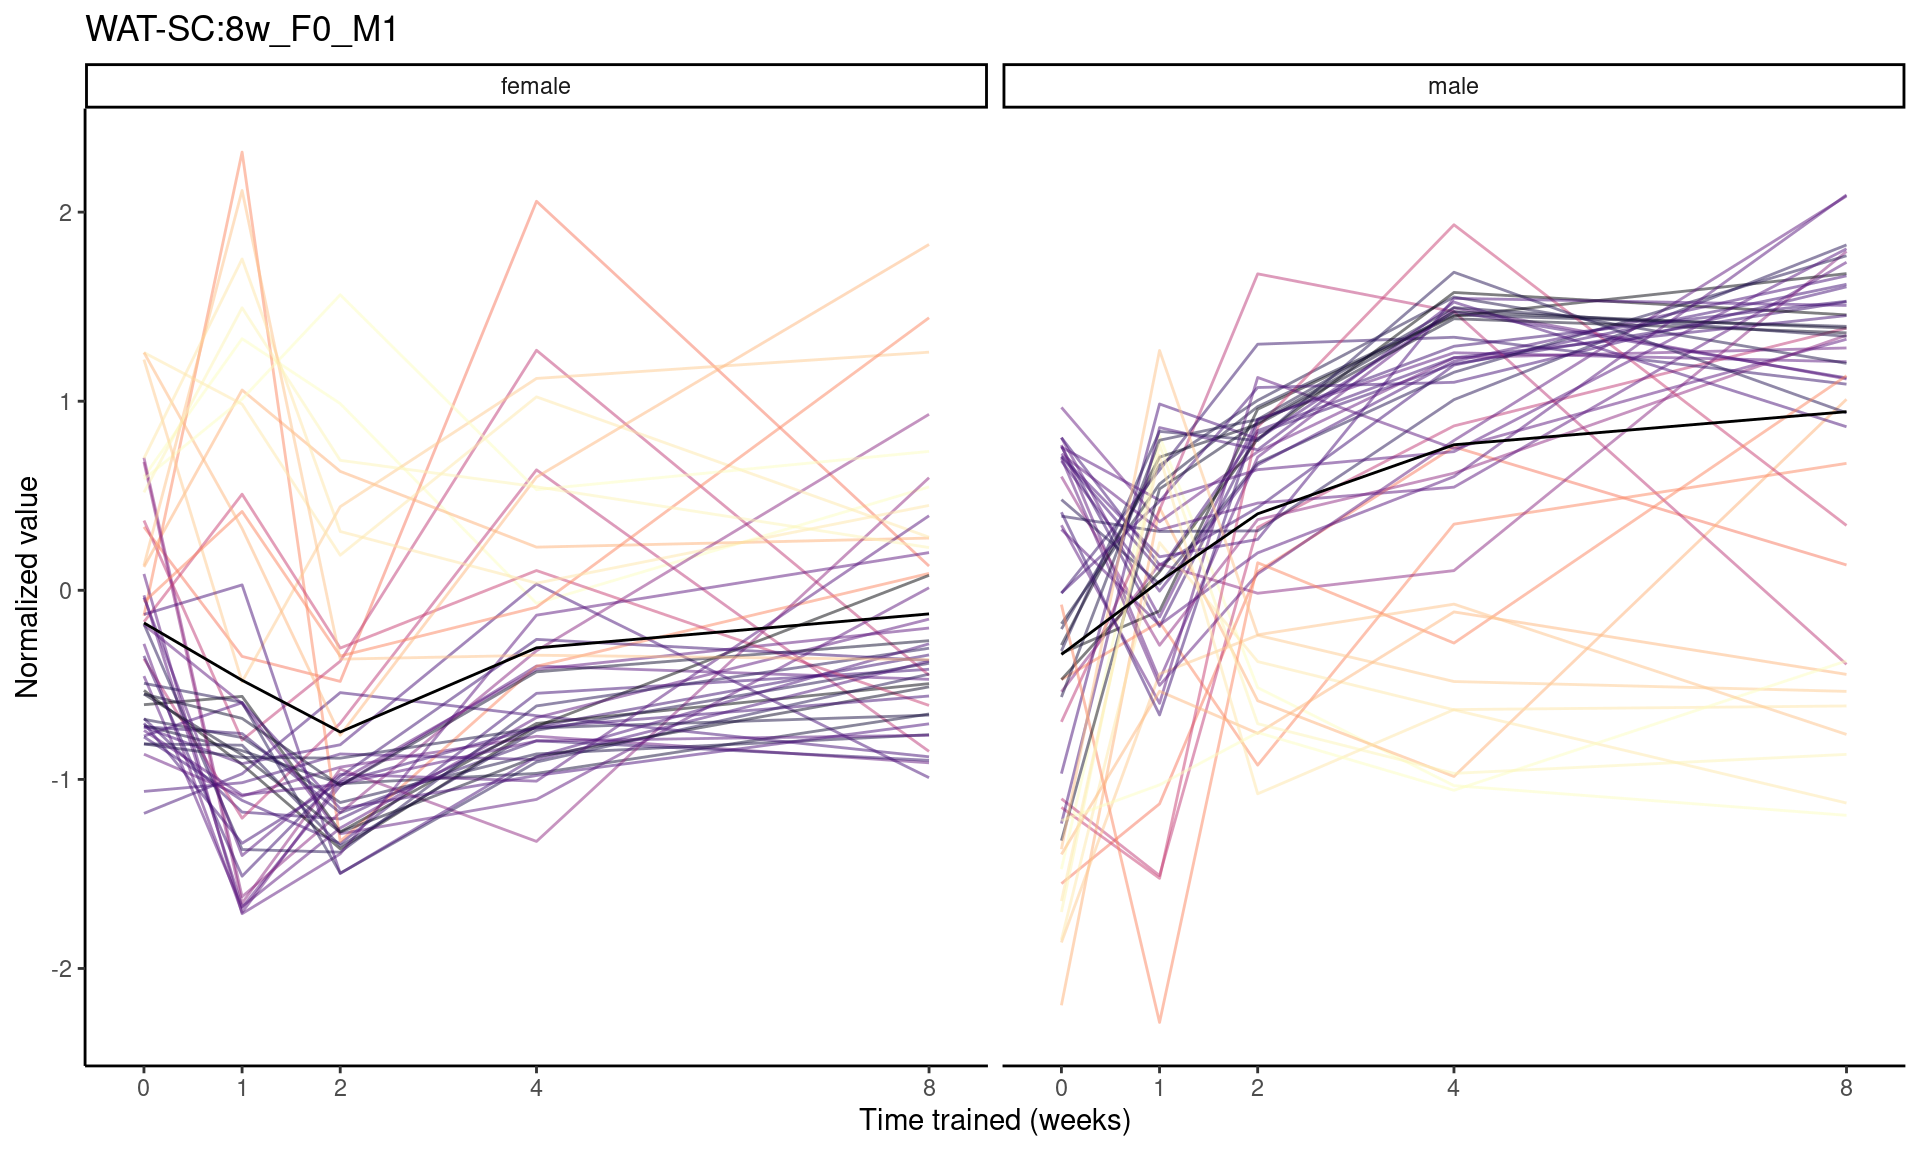 WAT-SC:8w_F0_M1
female
male
Normalized value
2
1
0
-1
-2
0 1 2 4 8
0 1 2 4 8
Time trained (weeks)